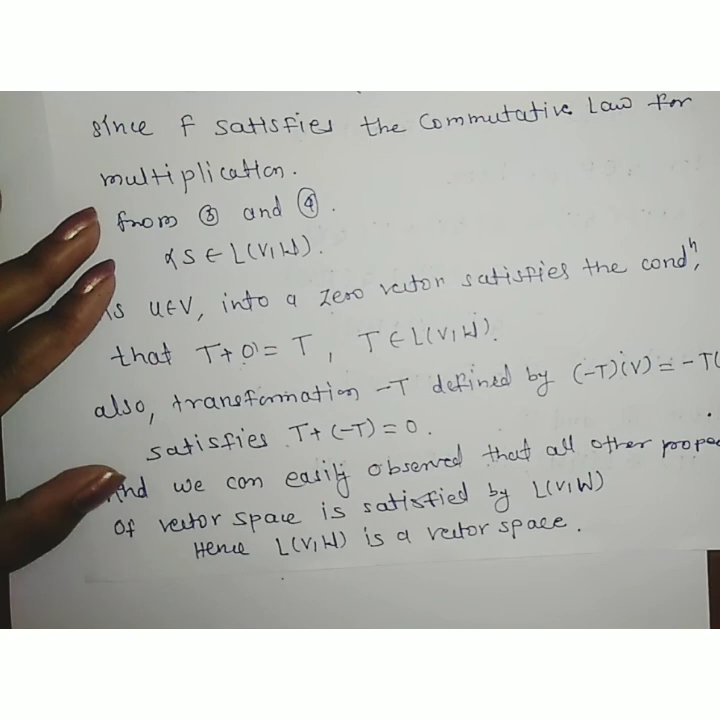 since F satisfies the commutative Law for
multiplication.
from ③ and ④.
αS ∈ L(V,W).
is u∈V, into a zero vector satisfies the condⁿ,
that T+0 = T, T ∈ L(V,W).
also, transformation -T defined by (-T)(V) = -T(
satisfies T+(-T)=0.
And we can easily observed that all other
of vector space is satisfied by L(V,W)
Hence L(V,W) is a vector space.